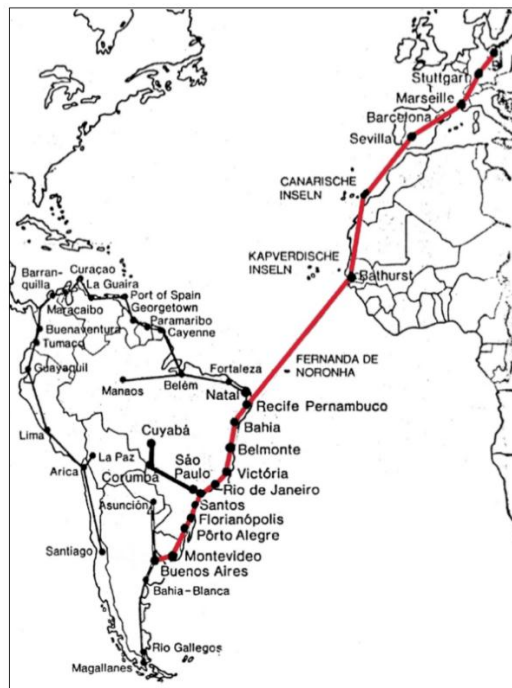 Stuttgart
Marseille
Barcelona
Sevilla
CANARISCHE
INSELN
KAPVERDISCHE
INSELN
Bathurst
Curaçao
Barran-
quilla
La Guaira
Maracaibo
Port of Spain
Georgetown
Paramaribo
Cayenne
Buenaventura
Tumaco
Guayaquil
Fortaleza
FERNANDA DE
NORONHA
Manaos
Belém
Natal
Recife Pernambuco
Bahia
Cuyabá
Lima
Belmonte
La Paz
São
Paulo
Victória
Arica
Corumbá
Rio de Janeiro
Santos
Asunción
Florianópolis
Pôrto Alegre
Santiago
Montevideo
Buenos Aires
Bahia-Blanca
Rio Gallegos
Magallanes